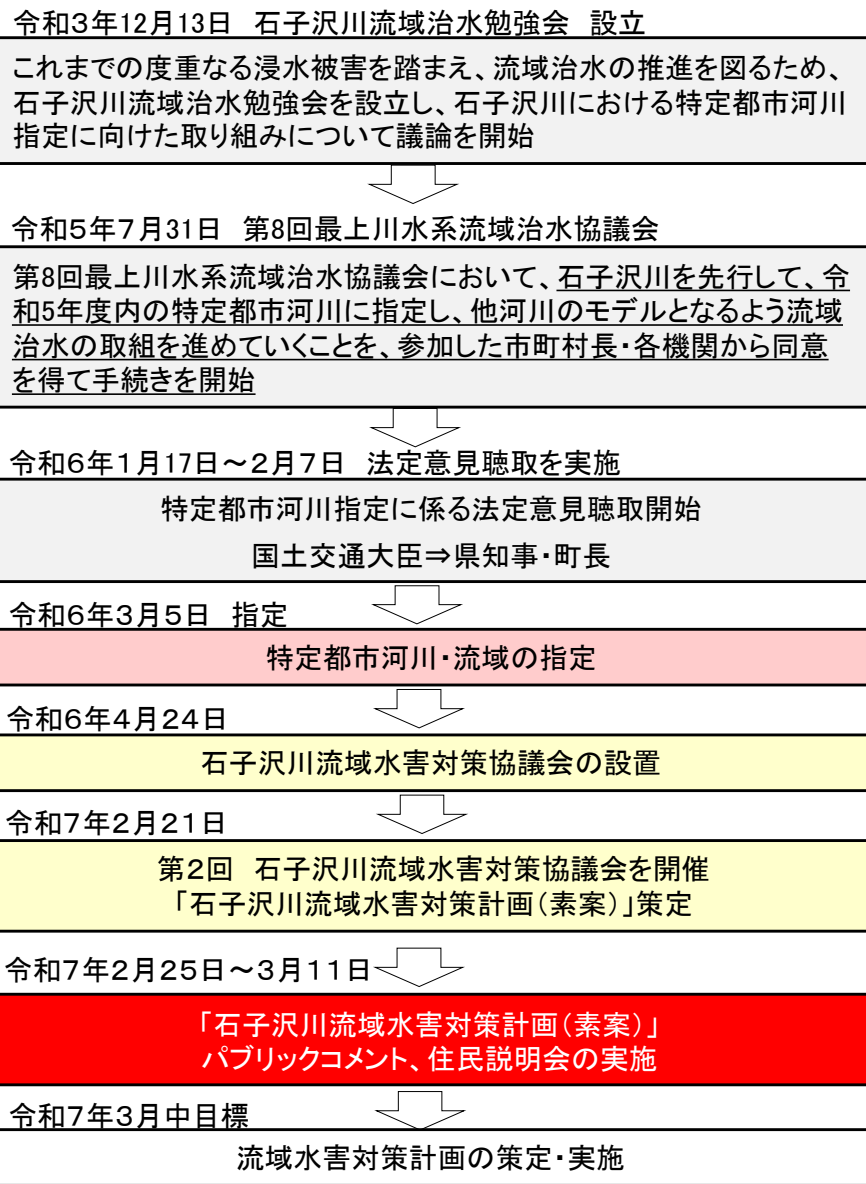 令和３年12月13日　石子沢川流域治水勉強会　設立
これまでの度重なる浸水被害を踏まえ、流域治水の推進を図るため、
石子沢川流域治水勉強会を設立し、石子沢川における特定都市河川
指定に向けた取り組みについて議論を開始
令和５年７月31日　第8回最上川水系流域治水協議会
第8回最上川水系流域治水協議会において、石子沢川を先行して、令
和5年度内の特定都市河川に指定し、他河川のモデルとなるよう流域
治水の取組を進めていくことを、参加した市町村長・各機関から同意
を得て手続きを開始
令和６年１月17日～２月７日　法定意見聴取を実施
特定都市河川指定に係る法定意見聴取開始
国土交通大臣⇒県知事・町長
令和６年３月５日　指定
特定都市河川・流域の指定
令和６年４月２４日
石子沢川流域水害対策協議会の設置
令和７年２月２１日
第２回　石子沢川流域水害対策協議会を開催
「石子沢川流域水害対策計画（素案）」策定
令和７年２月２５日～３月１１日
「石子沢川流域水害対策計画（素案）」
パブリックコメント、住民説明会の実施
令和７年３月中目標
流域水害対策計画の策定・実施